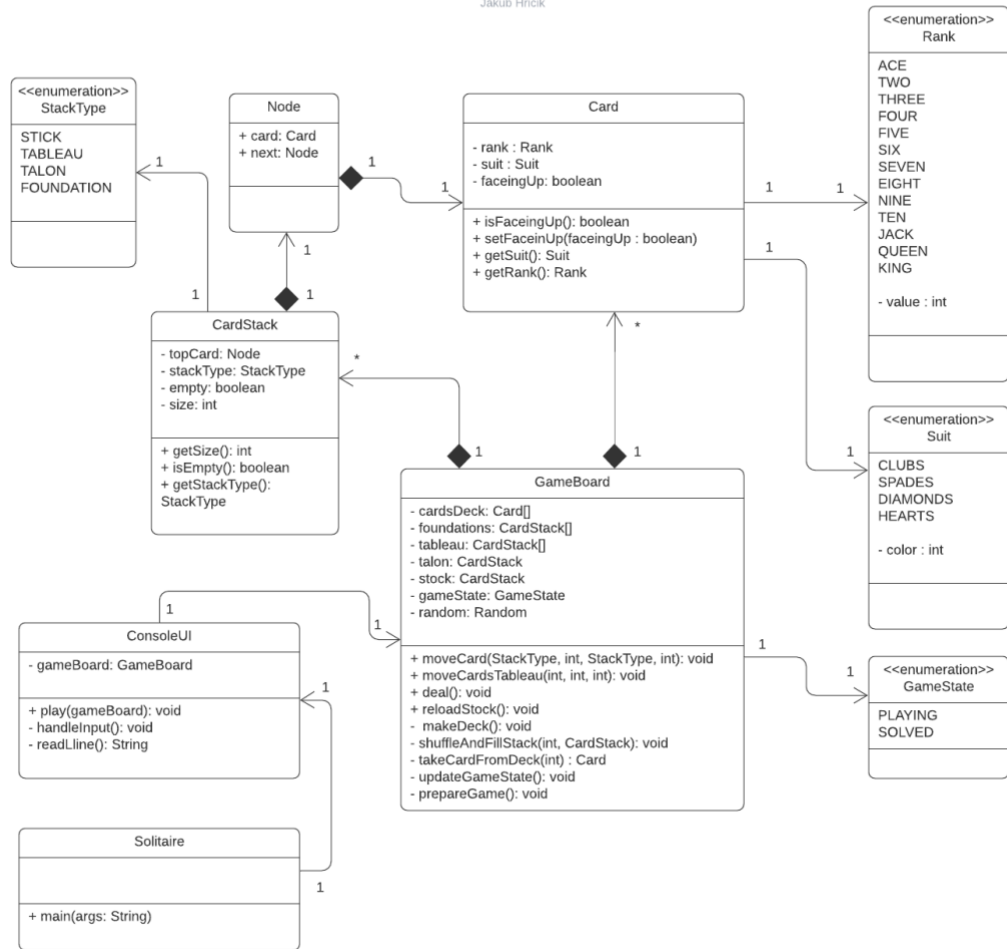 Jakub Hricik
<<enumeration>>
StackType
STICK
TABLEAU
TALON
FOUNDATION
1
1
Node
+ card: Card
+ next: Node
1
1
1
1
Card
- rank : Rank
- suit : Suit
- faceingUp: boolean
+ isFaceingUp(): boolean
+ setFaceinUp(faceingUp : boolean)
+ getSuit(): Suit
+ getRank(): Rank
1
1
1
1
<<enumeration>>
Rank
ACE
TWO
THREE
FOUR
FIVE
SIX
SEVEN
EIGHT
NINE
TEN
JACK
QUEEN
KING
- value : int
CardStack
- topCard: Node
- stackType: StackType
- empty: boolean
- size: int
+ getSize(): int
+ isEmpty(): boolean
+ getStackType():
StackType
*
1
*
1
<<enumeration>>
Suit
CLUBS
SPADES
DIAMONDS
HEARTS
- color : int
GameBoard
- cardsDeck: Card[]
- foundations: CardStack[]
- tableau: CardStack[]
- talon: CardStack
- stock: CardStack
- gameState: GameState
- random: Random
+ moveCard(StackType, int, StackType, int): void
+ moveCardsTableau(int, int, int): void
+ deal(): void
+ reloadStock(): void
- makeDeck(): void
- shuffleAndFillStack(int, CardStack): void
- takeCardFromDeck(int) : Card
- updateGameState(): void
- prepareGame(): void
1
1
<<enumeration>>
GameState
PLAYING
SOLVED
1
1
ConsoleUI
- gameBoard: GameBoard
+ play(gameBoard): void
- handleInput(): void
- readLline(): String
1
1
Solitaire
+ main(args: String)